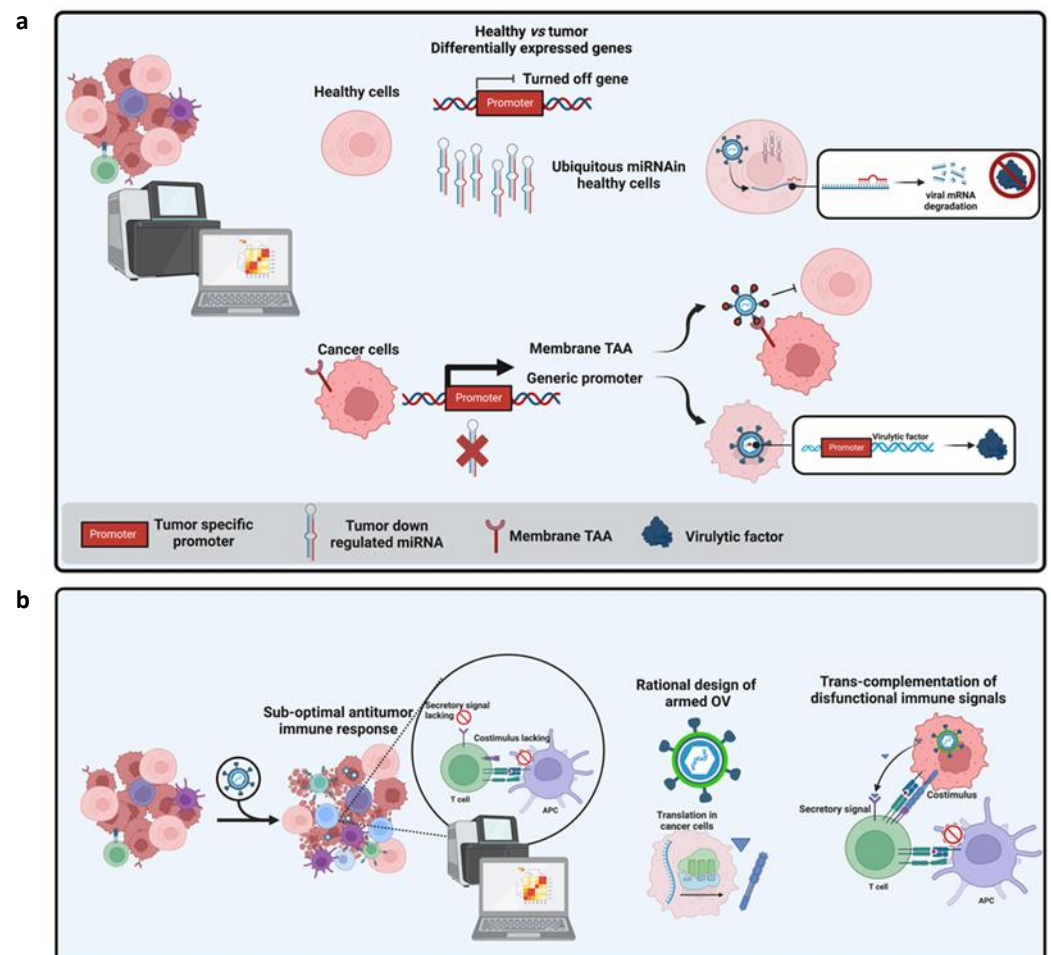 a
Healthy vs tumor
Differentially expressed genes
Turned off gene
Healthy cells
Promoter
Ubiquitous miRNAin
healthy cells
viral mRNA
degradation
Cancer cells
Membrane TAA
Generic promoter
Promoter
Promoter
Virulytic factor
Promoter
Tumor specific
promoter
Tumor down
regulated miRNA
Membrane TAA
Virulytic factor
b
Sub-optimal antitumor
immune response
Secretory signal
lacking
Costimulus lacking
T cell
APC
Rational design of
armed OV
Translation in
cancer cells
Trans-complementation of
disfunctional immune signals
Secretory signal
Costimulus
T cell
APC